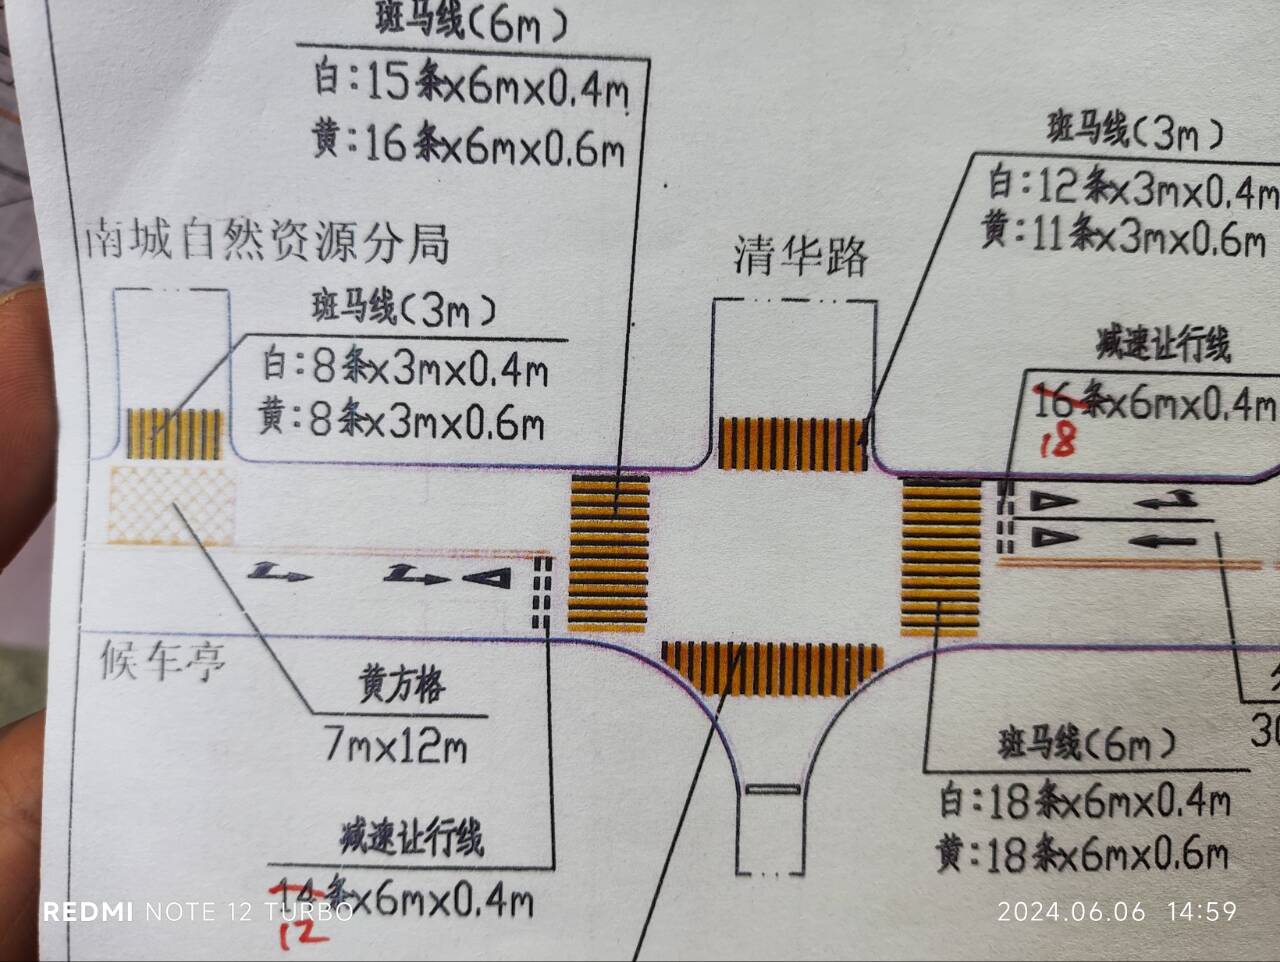 斑马线(6m)
白:15条x6mx0.4m
黄:16条x6mx0.6m
斑马线(3m)
白:12条x3mx0.4m
黄:11条x3mx0.6m
南城自然资源分局
清华路
斑马线(3m)
白:8条x3mx0.4m
黄:8条x3mx0.6m
减速让行线
16条x6mx0.4m
18
候车亭
黄方格
7mx12m
斑马线(6m)
白:18条x6mx0.4m
黄:18条x6mx0.6m
减速让行线
14条x6mx0.4m
12
REDMI NOTE 12 TURBO
2024.06.06 14:59